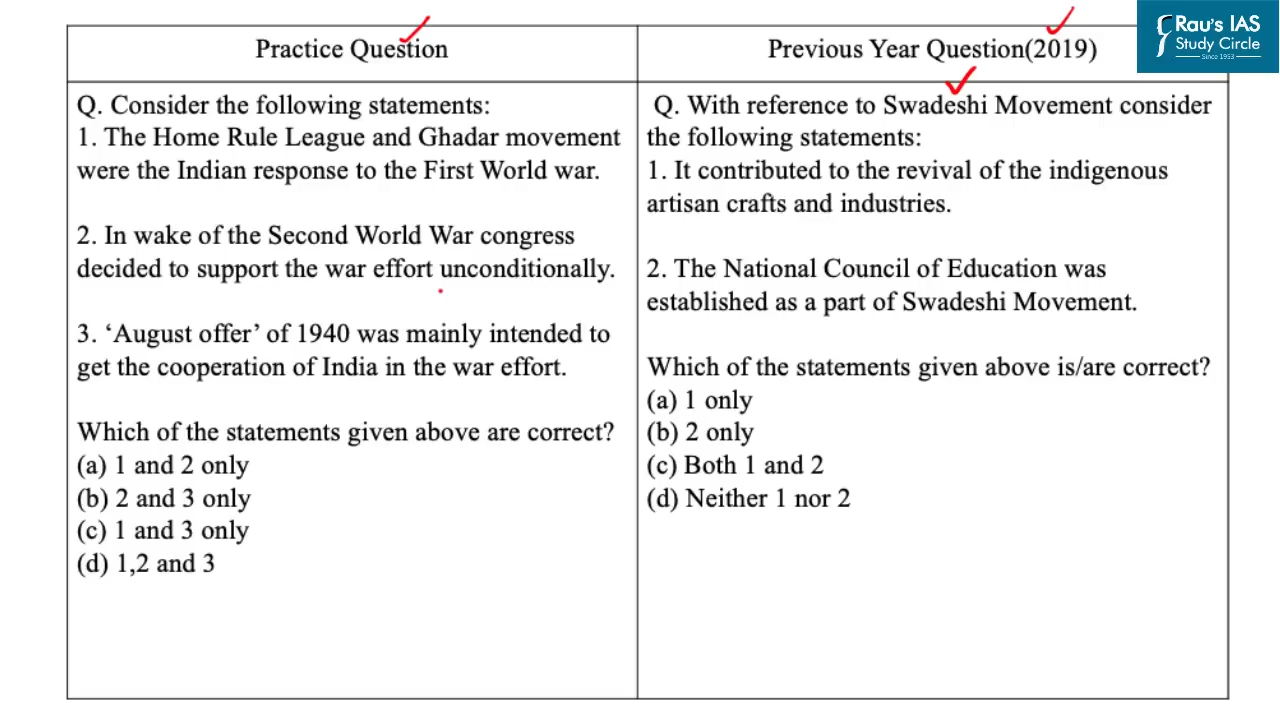 Rau's IAS
Study Circle
Since 1953
Practice Question
Q. Consider the following statements:
1. The Home Rule League and Ghadar movement
were the Indian response to the First World war.
2. In wake of the Second World War congress
decided to support the war effort unconditionally.
3. ‘August offer’ of 1940 was mainly intended to
get the cooperation of India in the war effort.
Which of the statements given above are correct?
(a) 1 and 2 only
(b) 2 and 3 only
(c) 1 and 3 only
(d) 1,2 and 3
Previous Year Question(2019)
Q. With reference to Swadeshi Movement consider
the following statements:
1. It contributed to the revival of the indigenous
artisan crafts and industries.
2. The National Council of Education was
established as a part of Swadeshi Movement.
Which of the statements given above is/are correct?
(a) 1 only
(b) 2 only
(c) Both 1 and 2
(d) Neither 1 nor 2